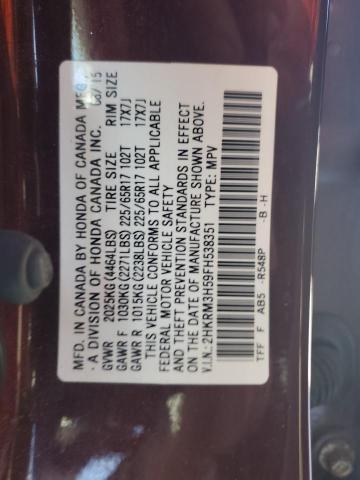 MFD. IN CANADA BY HONDA OF CANADA MFG.
- A DIVISION OF HONDA CANADA INC. 08/15
GVWR 2025KG(4464LBS) TIRE SIZE RIM SIZE
GAWR F 1030KG(2271LBS) 225/65R17 102T 17X7J
GAWR R 1015KG(2238LBS) 225/65R17 102T 17X7J
THIS VEHICLE CONFORMS TO ALL APPLICABLE
FEDERAL MOTOR VEHICLE SAFETY
AND THEFT PREVENTION STANDARDS IN EFFECT
ON THE DATE OF MANUFACTURE SHOWN ABOVE.
V.I.N.: 2HKRM3H59FH538351 TYPE: MPV
TFF F AB5 -R548P -B -H